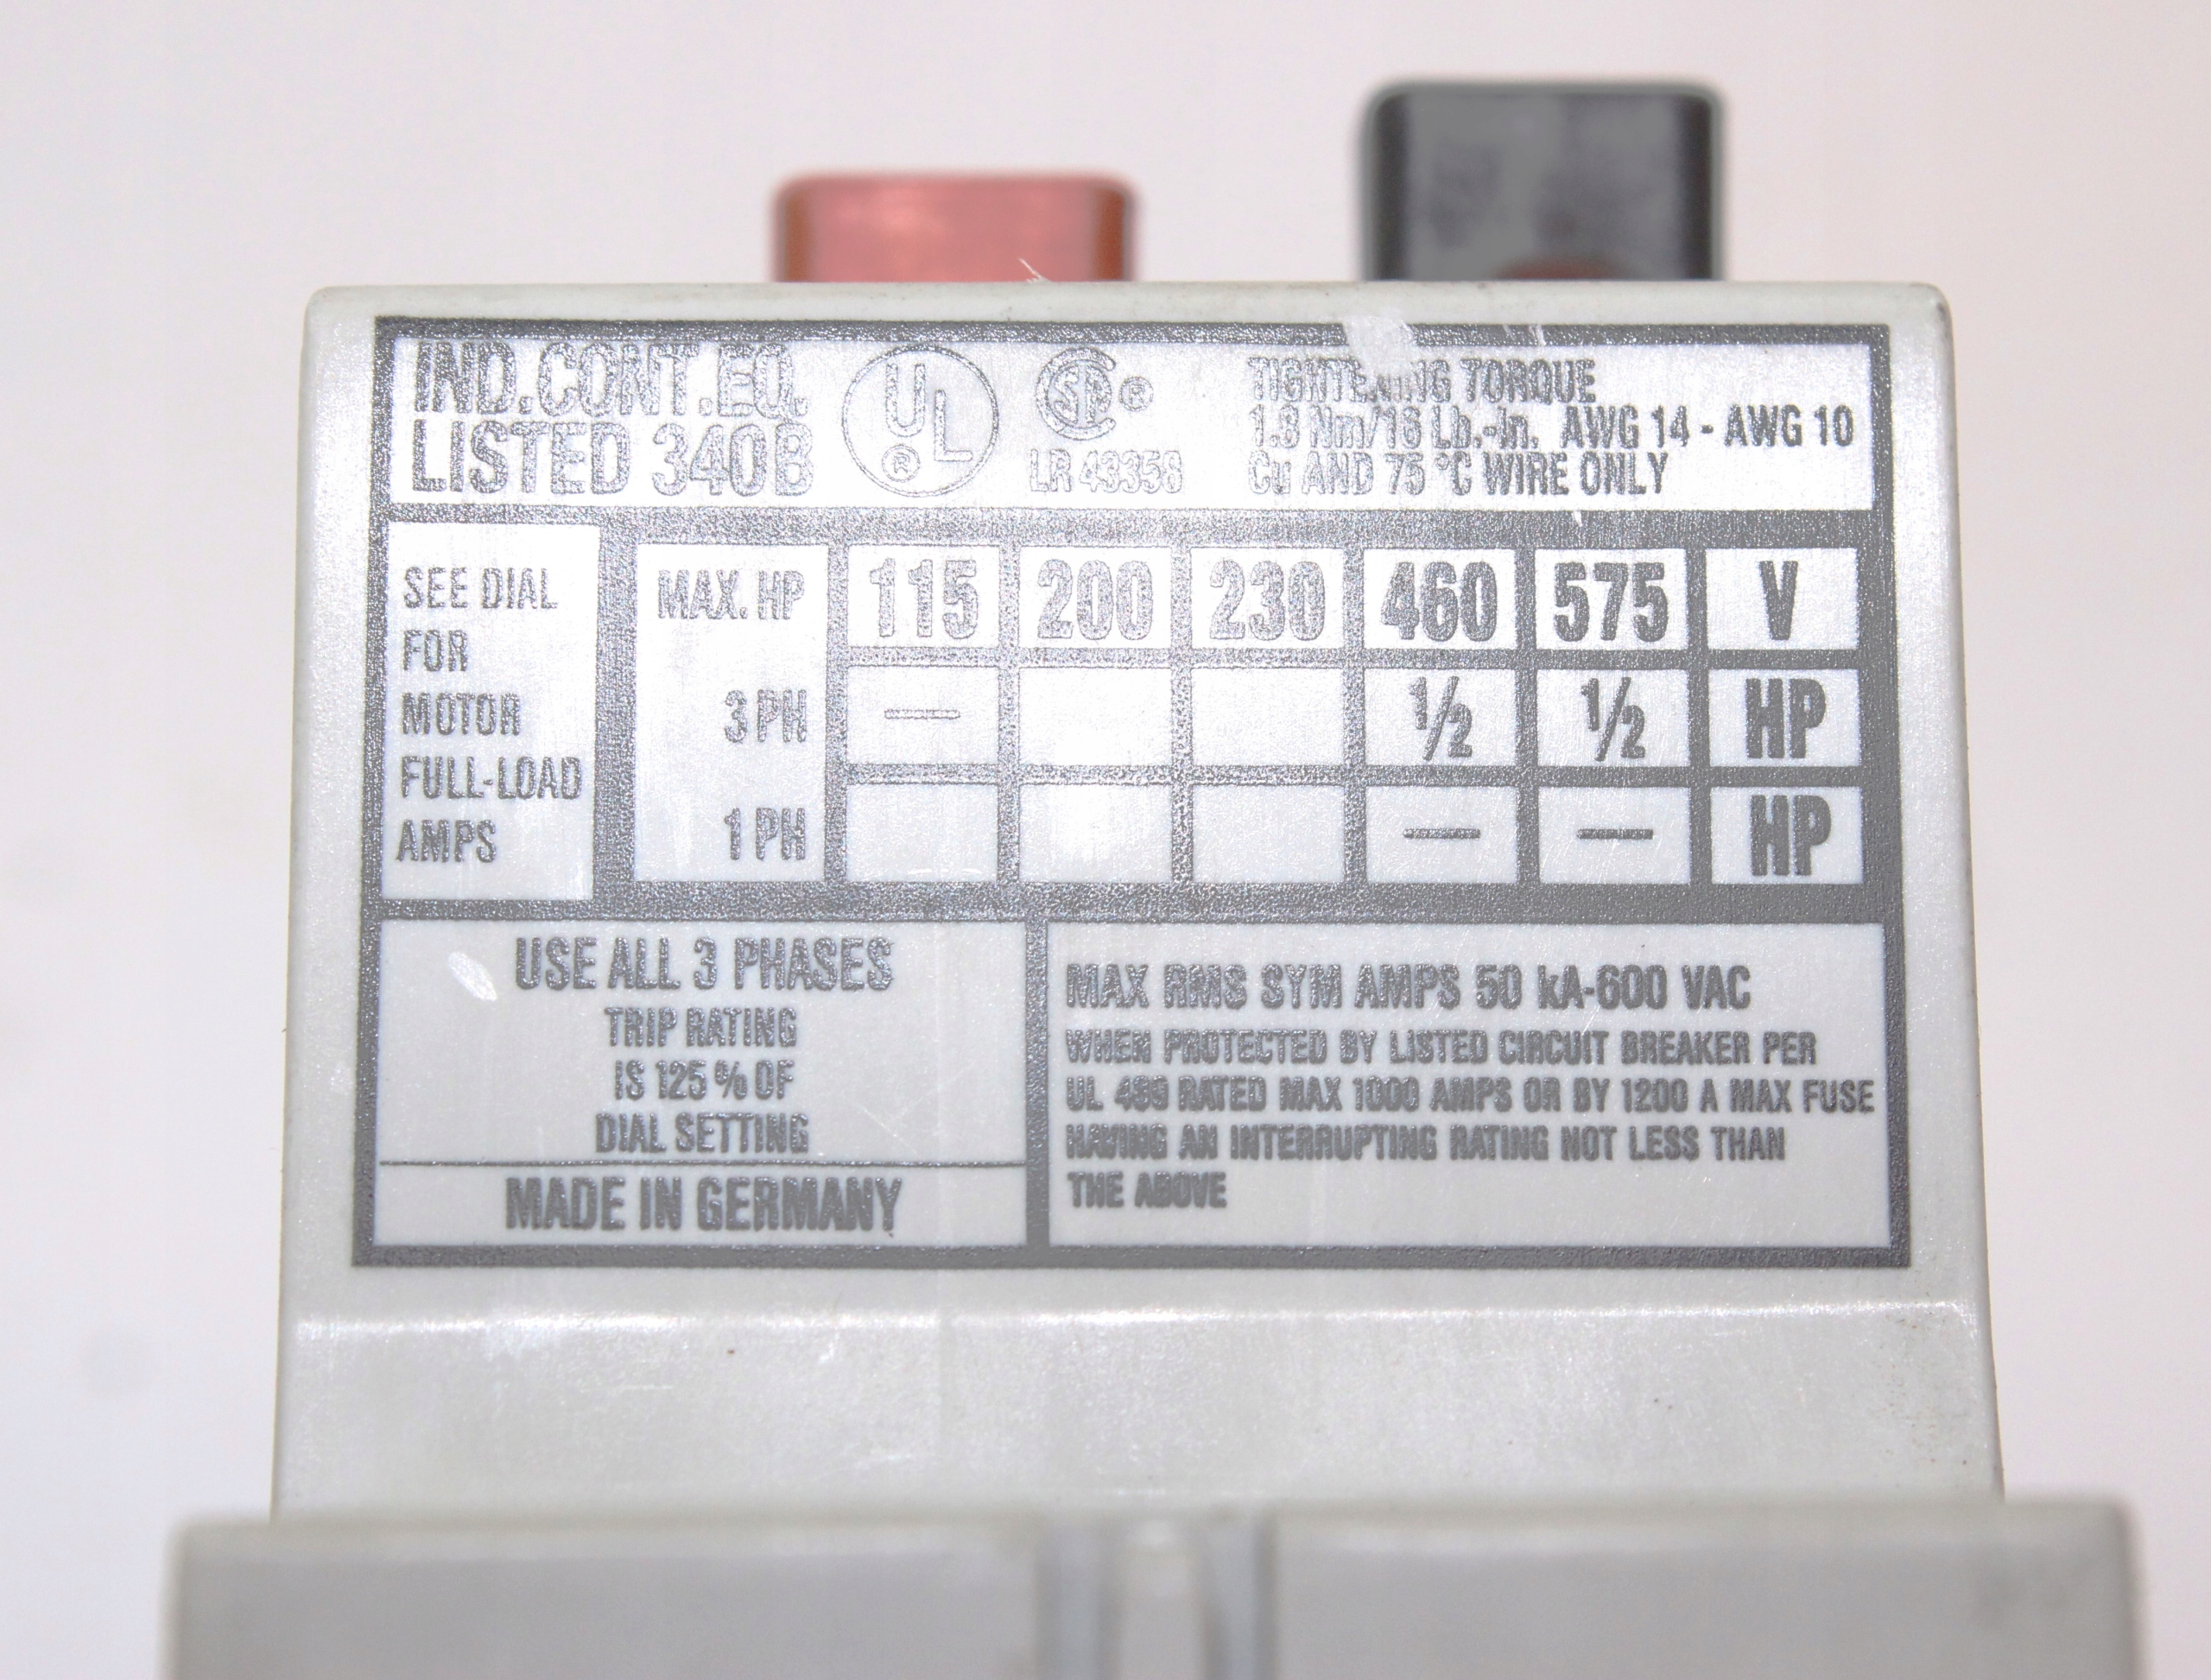 IND.CONT.EQ.
LISTED 340B
UL
®
SA ®
LR 43358
TIGHTENING TORQUE
1.8 Nm/16 Lb.-In. AWG 14 - AWG 10
Cu AND 75 °C WIRE ONLY
SEE DIAL
FOR
MOTOR
FULL-LOAD
AMPS
MAX. HP 115 200 230 460 575 V
3 PH — ½ ½ HP
1 PH — — HP
USE ALL 3 PHASES
TRIP RATING
IS 125 % OF
DIAL SETTING
MADE IN GERMANY
MAX RMS SYM AMPS 50 kA-600 VAC
WHEN PROTECTED BY LISTED CIRCUIT BREAKER PER
UL 489 RATED MAX 1000 AMPS OR BY 1200 A MAX FUSE
HAVING AN INTERRUPTING RATING NOT LESS THAN
THE ABOVE